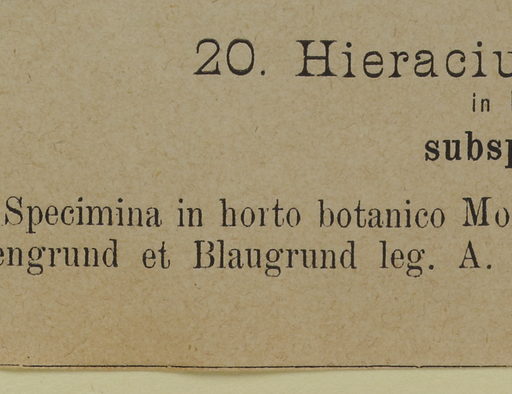 20. Hieraciu
in
subsp
Specimina in horto botanico Mo
engrund et Blaugrund leg. A.